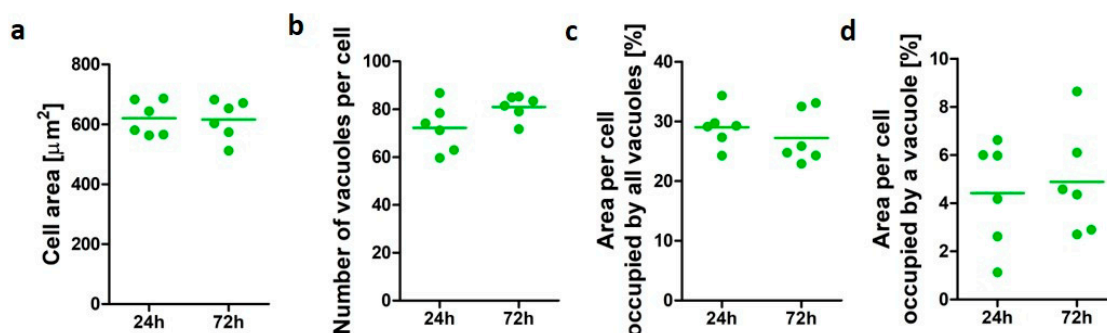 a
Cell area [μm²]
800
600
400
200
0
24h 72h
b
Number of vacuoles per cell
100
80
60
40
20
0
24h 72h
c
Area per cell
occupied by all vacuoles [%]
40
30
20
10
0
24h 72h
d
Area per cell
occupied by a vacuole [%]
10
8
6
4
2
0
24h 72h